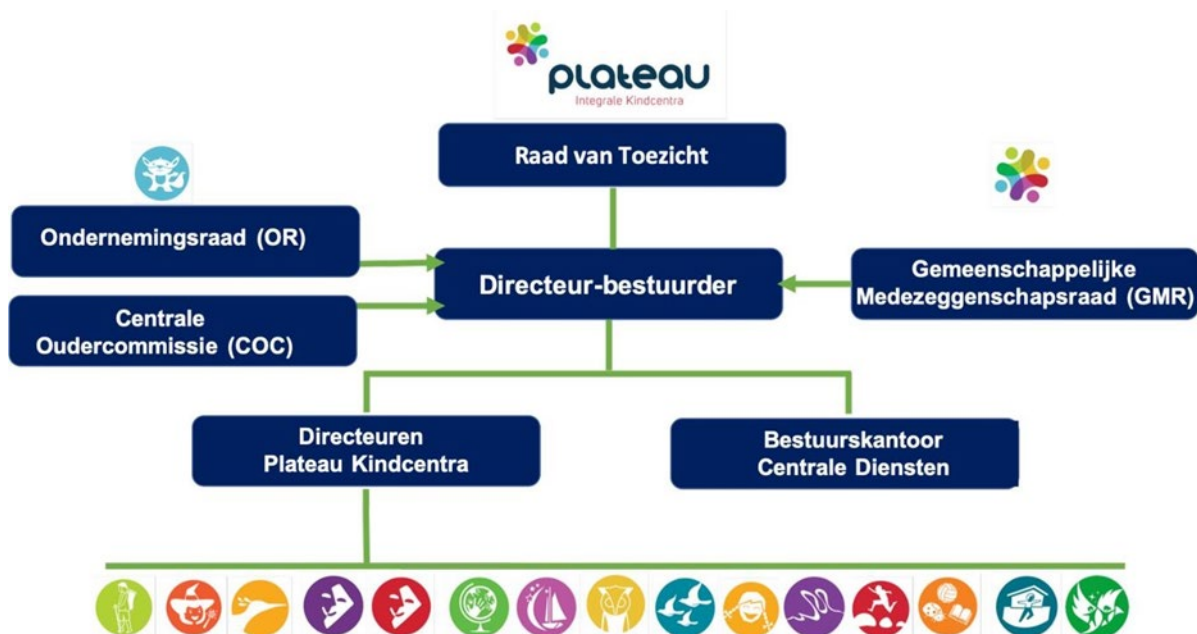 plateau
Integrale Kindcentra
Raad van Toezicht
Ondernemingsraad (OR)
Centrale
Oudercommissie (COC)
Directeur-bestuurder
Gemeenschappelijke
Medezeggenschapsraad (GMR)
Directeuren
Plateau Kindcentra
Bestuurskantoor
Centrale Diensten